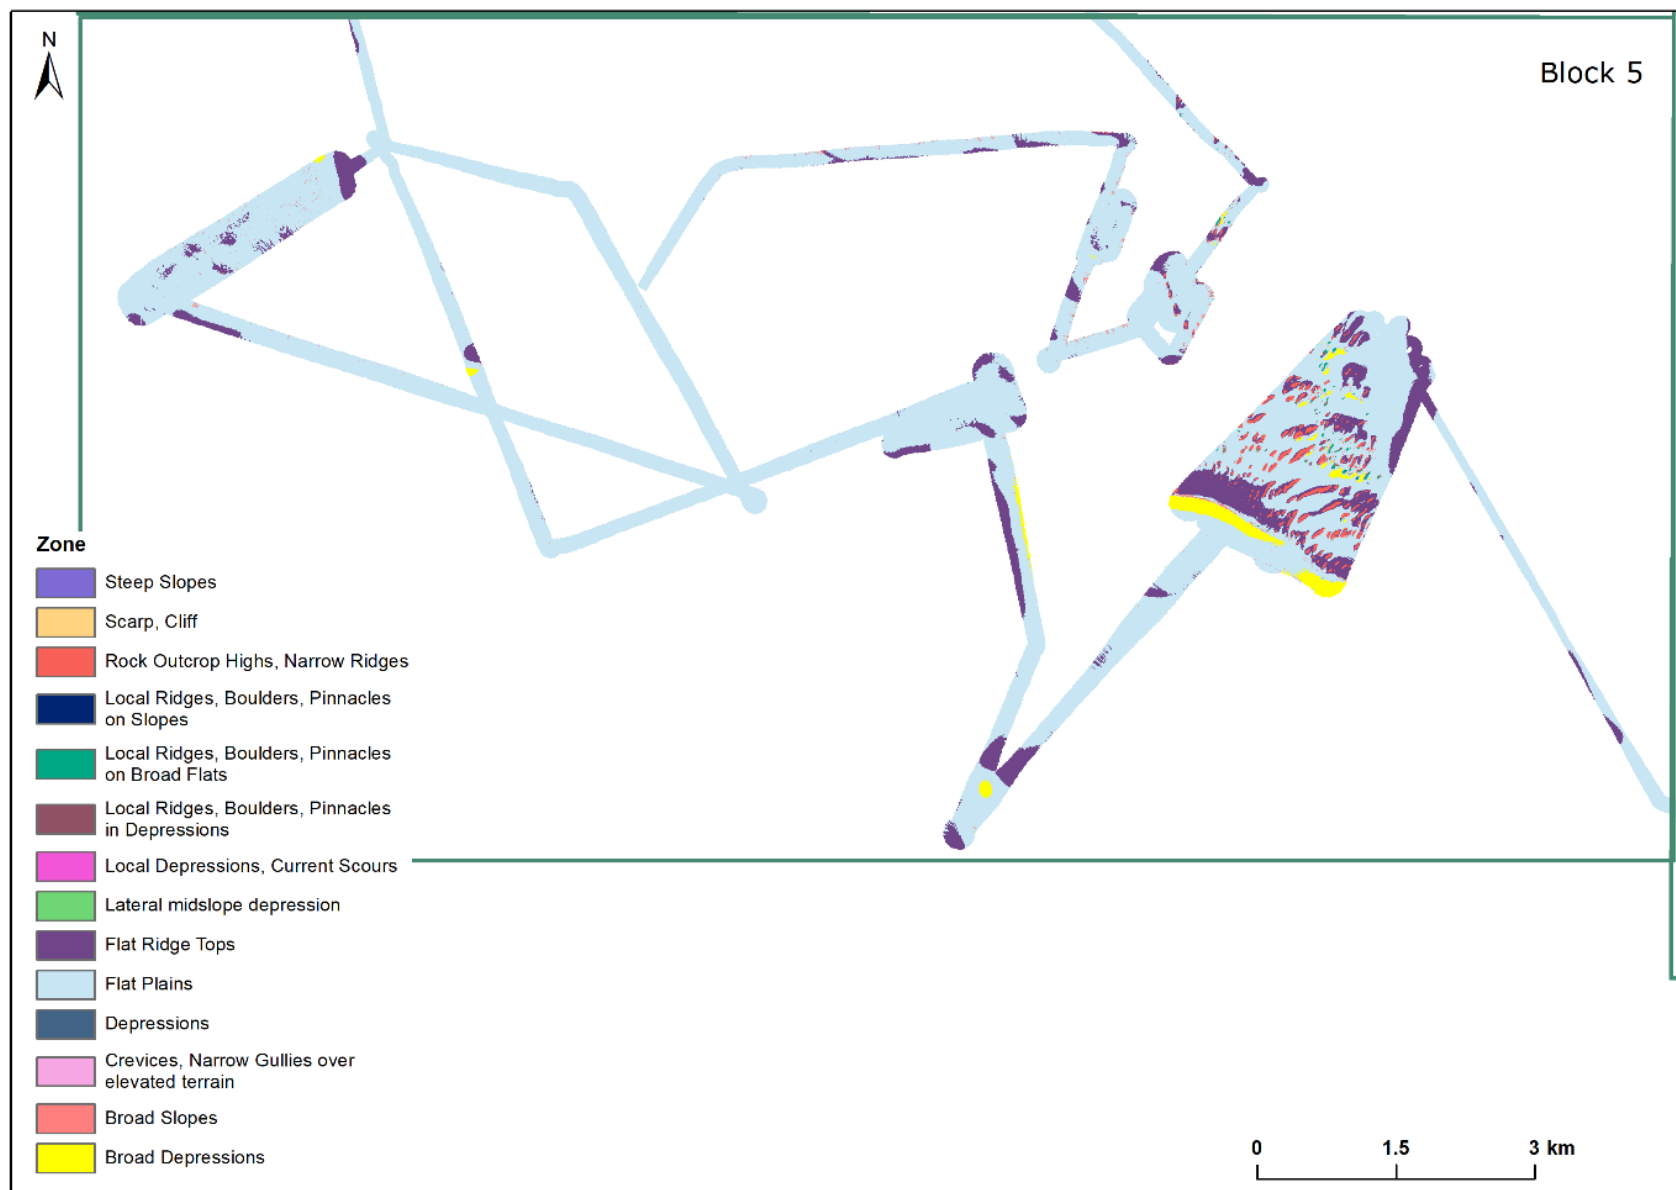 N
Block 5
Zone
Steep Slopes
Scarp, Cliff
Rock Outcrop Highs, Narrow Ridges
Local Ridges, Boulders, Pinnacles
on Slopes
Local Ridges, Boulders, Pinnacles
on Broad Flats
Local Ridges, Boulders, Pinnacles
in Depressions
Local Depressions, Current Scours
Lateral midslope depression
Flat Ridge Tops
Flat Plains
Depressions
Crevices, Narrow Gullies over
elevated terrain
Broad Slopes
Broad Depressions
0 1.5 3 km